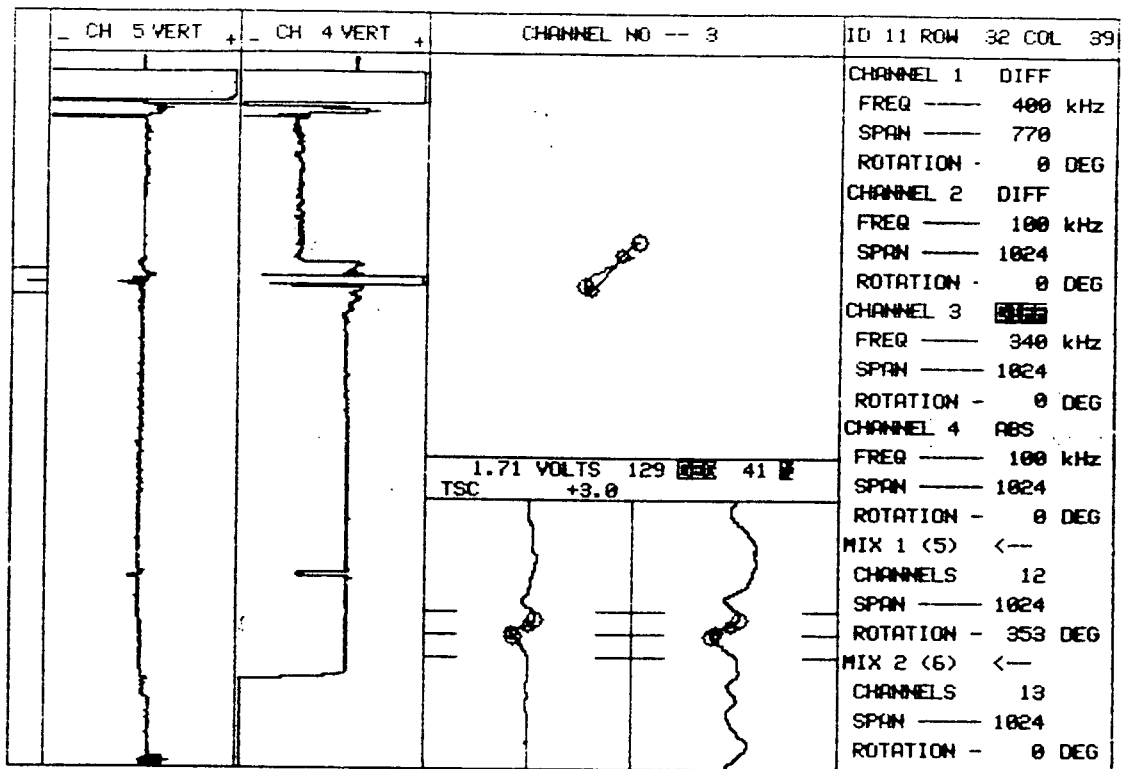 _ CH 5 VERT +
_ CH 4 VERT +
CHANNEL NO -- 3
ID 11 ROW 32 COL 39
CHANNEL 1 DIFF
FREQ ---- 400 kHz
SPAN ---- 770
ROTATION - 0 DEG
CHANNEL 2 DIFF
FREQ ---- 100 kHz
SPAN ---- 1024
ROTATION - 0 DEG
CHANNEL 3 DIFF
FREQ ---- 340 kHz
SPAN ---- 1024
ROTATION - 0 DEG
CHANNEL 4 ABS
FREQ ---- 100 kHz
SPAN ---- 1024
ROTATION - 0 DEG
MIX 1 (5) <--
CHANNELS 12
SPAN ---- 1024
ROTATION - 353 DEG
MIX 2 (6) <--
CHANNELS 13
SPAN ---- 1024
ROTATION - 0 DEG
1.71 VOLTS 129 41
TSC +3.0